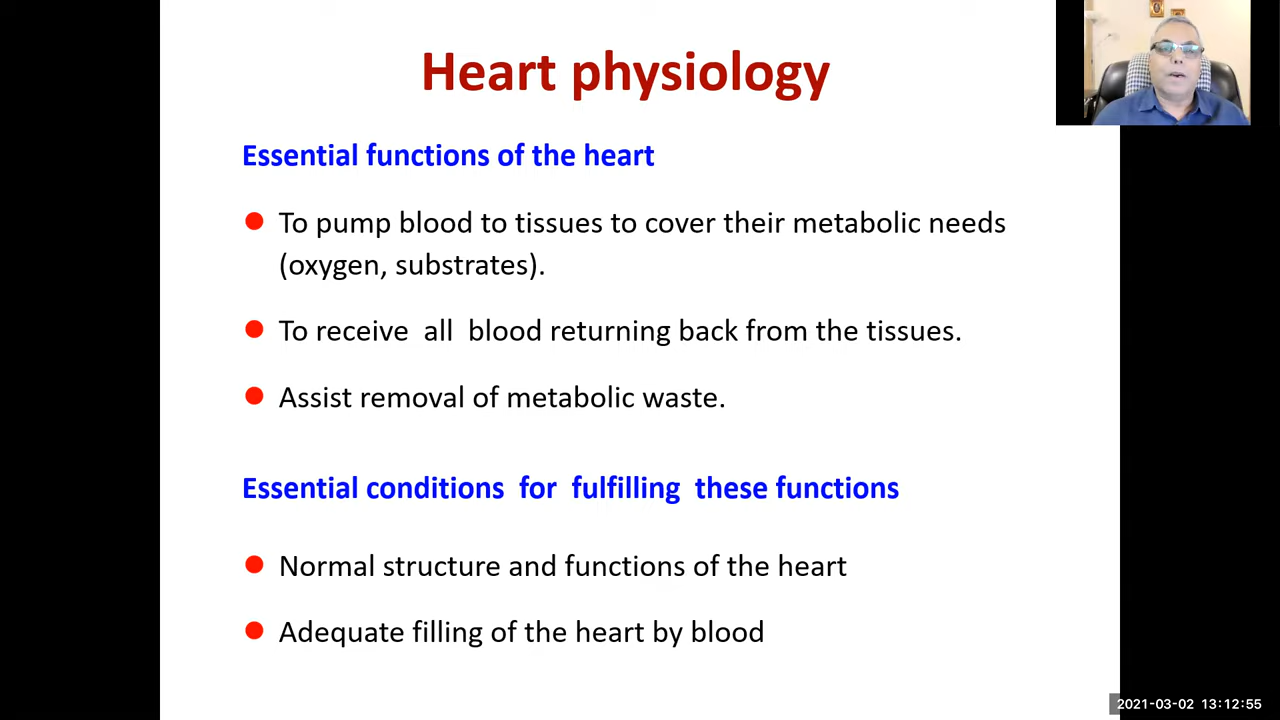 Heart physiology
Essential functions of the heart
To pump blood to tissues to cover their metabolic needs
(oxygen, substrates).
To receive  all  blood returning back from the tissues.
Assist removal of metabolic waste.
Essential conditions  for  fulfilling  these functions
Normal structure and functions of the heart
Adequate filling of the heart by blood
2021-03-02  13:12:55